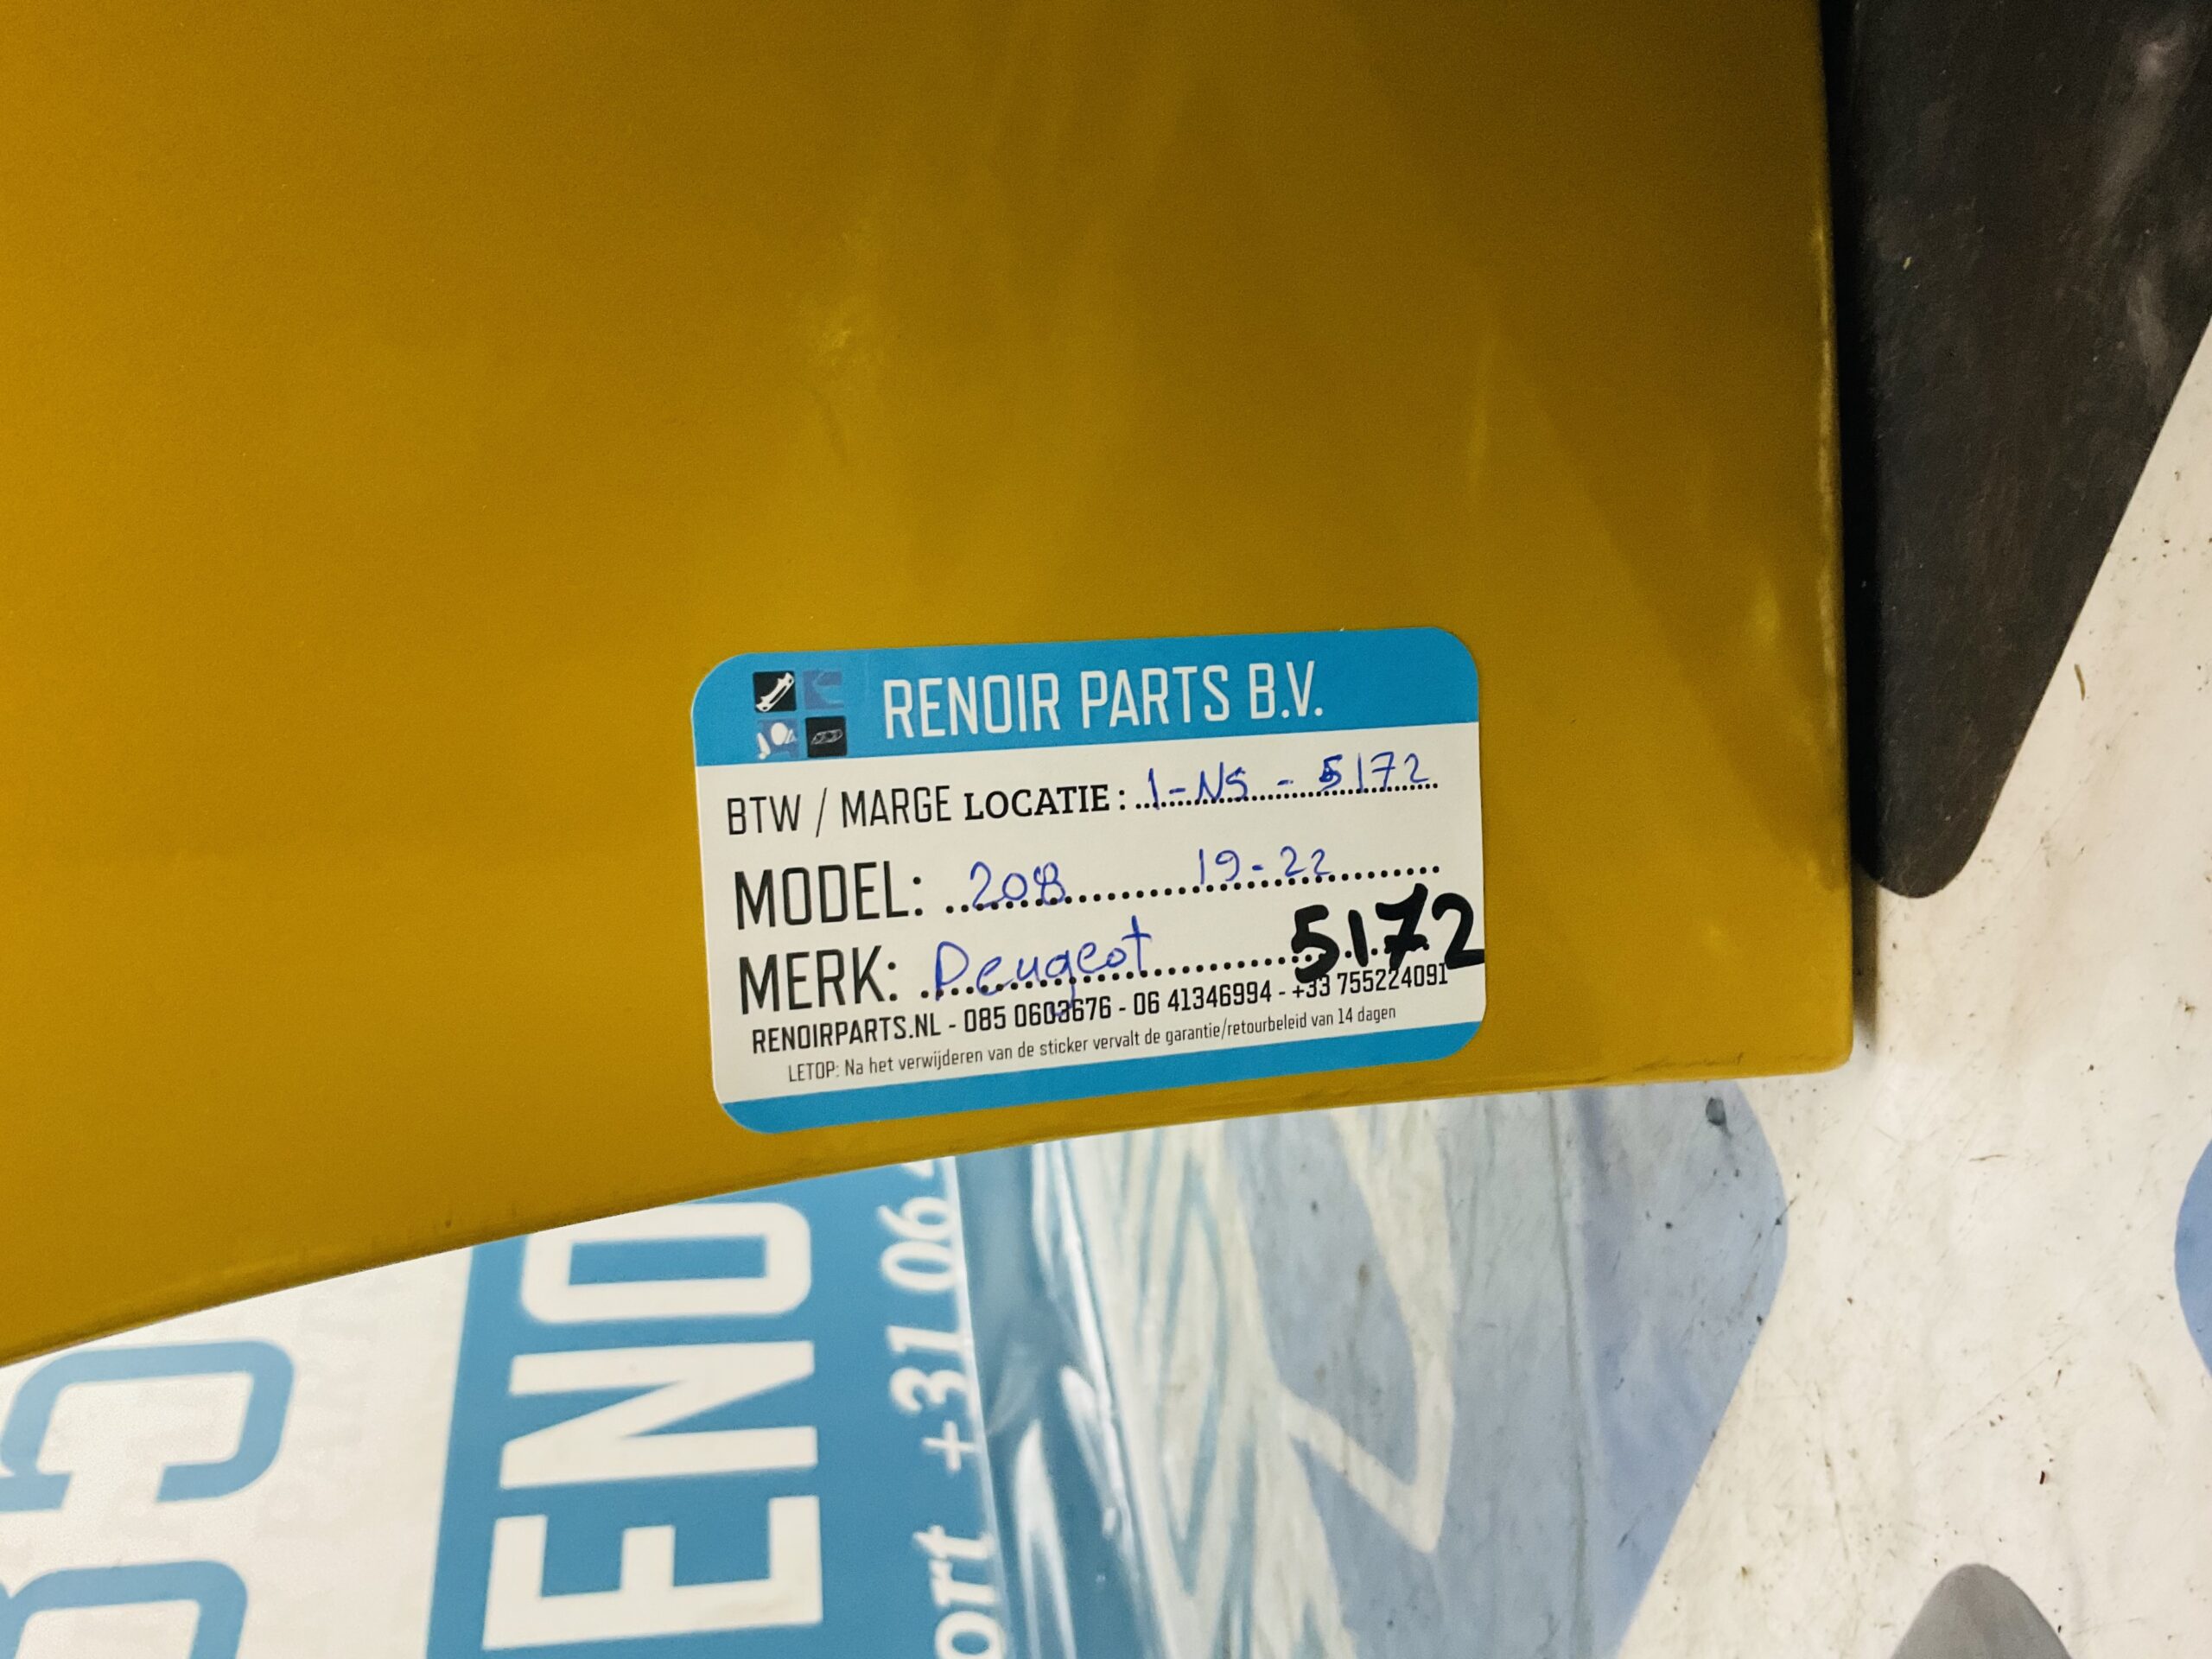 RENOIR PARTS B.V.
BTW / MARGE LOCATIE: 1-NS - 5172
MODEL: 208 19-22
MERK: Peugeot 5172
RENOIRPARTS.NL - 085 0603676 - 06 41346994 - +33 755224091
LETOP: Na het verwijderen van de sticker vervalt de garantie/retourbeleid van 14 dagen
ENO
ort +31 06